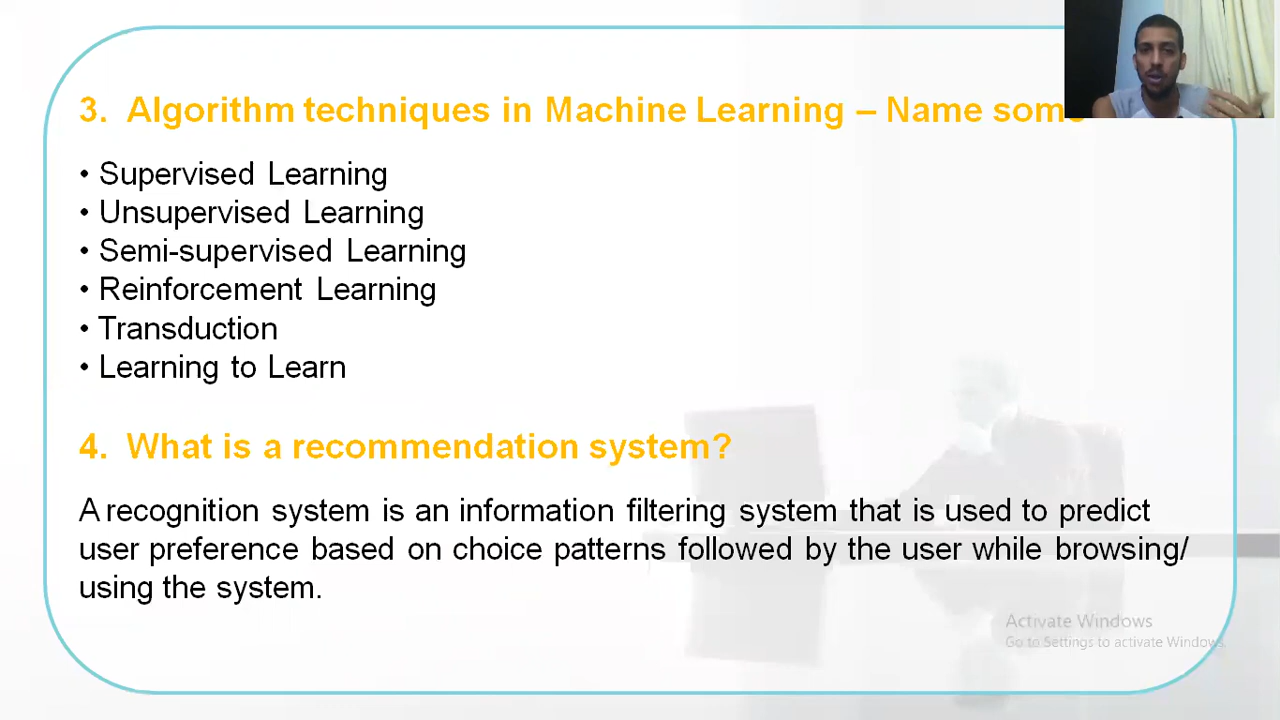 3. Algorithm techniques in Machine Learning – Name some
• Supervised Learning
• Unsupervised Learning
• Semi-supervised Learning
• Reinforcement Learning
• Transduction
• Learning to Learn
4. What is a recommendation system?
A recognition system is an information filtering system that is used to predict
user preference based on choice patterns followed by the user while browsing/
using the system.
Activate Windows
Go to Settings to activate Windows.